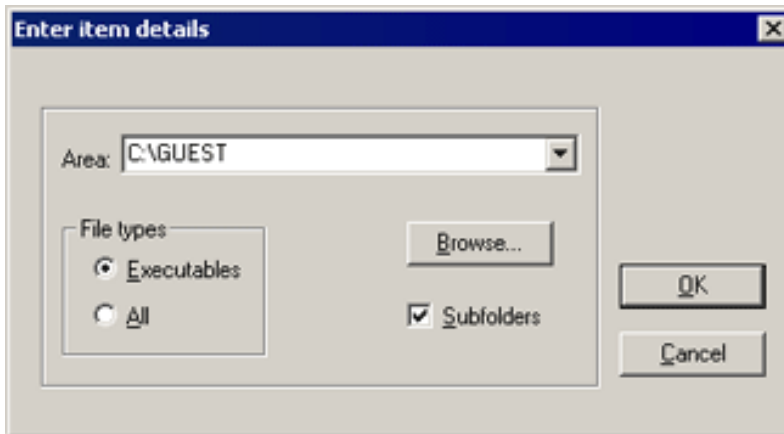 Enter item details
Area: C:\GUEST
File types
Browse...
Executables
OK
All
Subfolders
Cancel